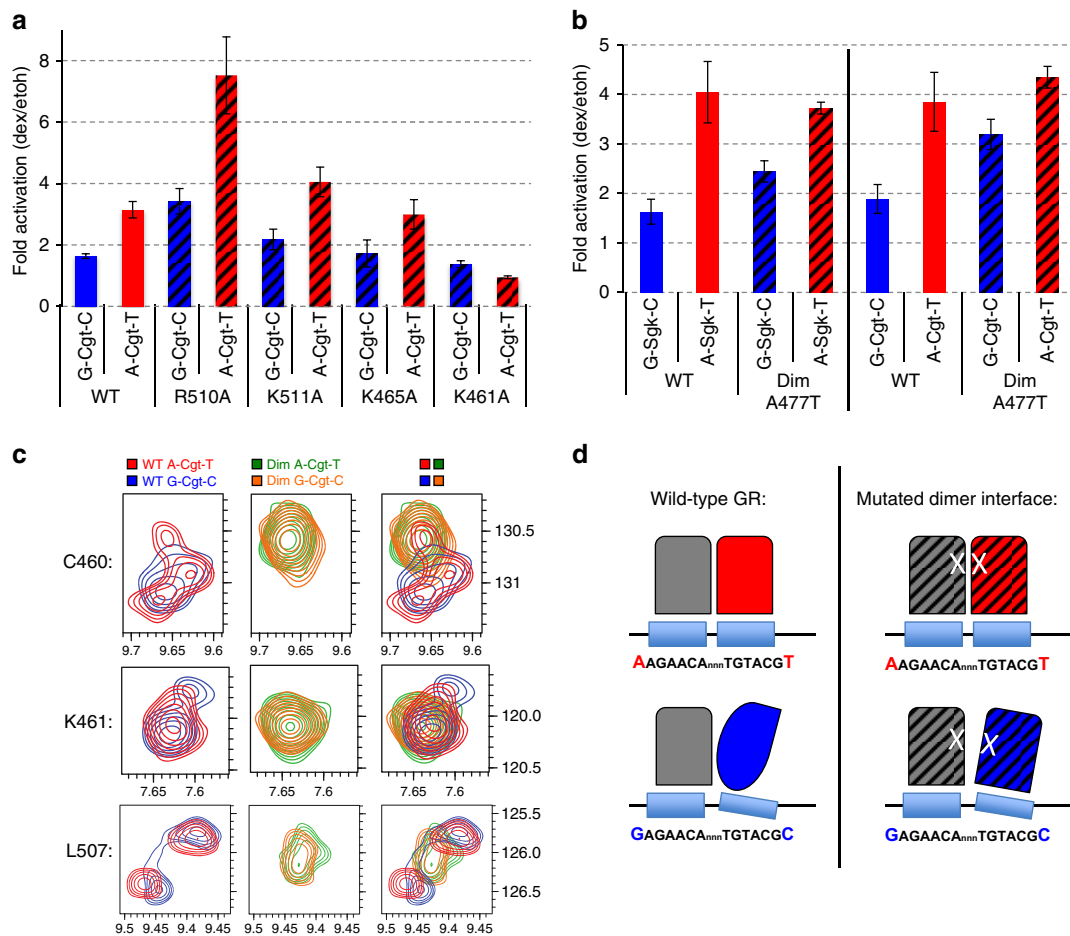 a
Fold activation (dex/etoh)
8
6
4
2
0
G-Cgt-C
A-Cgt-T
G-Cgt-C
A-Cgt-T
G-Cgt-C
A-Cgt-T
G-Cgt-C
A-Cgt-T
G-Cgt-C
A-Cgt-T
WT
R510A
K511A
K465A
K461A
b
Fold activation (dex/etoh)
5
4
3
2
1
0
G-Sgk-C
A-Sgk-T
G-Sgk-C
A-Sgk-T
G-Cgt-C
A-Cgt-T
G-Cgt-C
A-Cgt-T
WT
Dim
A477T
WT
Dim
A477T
c
WT A-Cgt-T
WT G-Cgt-C
Dim A-Cgt-T
Dim G-Cgt-C
C460:
130.5
131
9.7 9.65 9.6
9.7 9.65 9.6
9.7 9.65 9.6
K461:
120.0
120.5
7.65 7.6
7.65 7.6
7.65 7.6
L507:
125.5
126.0
126.5
9.5 9.45 9.4 9.45
9.5 9.45 9.4 9.45
9.5 9.45 9.4 9.45
d
Wild-type GR:
AAGAACAnnnTGTACGT
GAGAACAnnnTGTACGC
Mutated dimer interface:
X X
AAGAACAnnnTGTACGT
X X
GAGAACAnnnTGTACGC